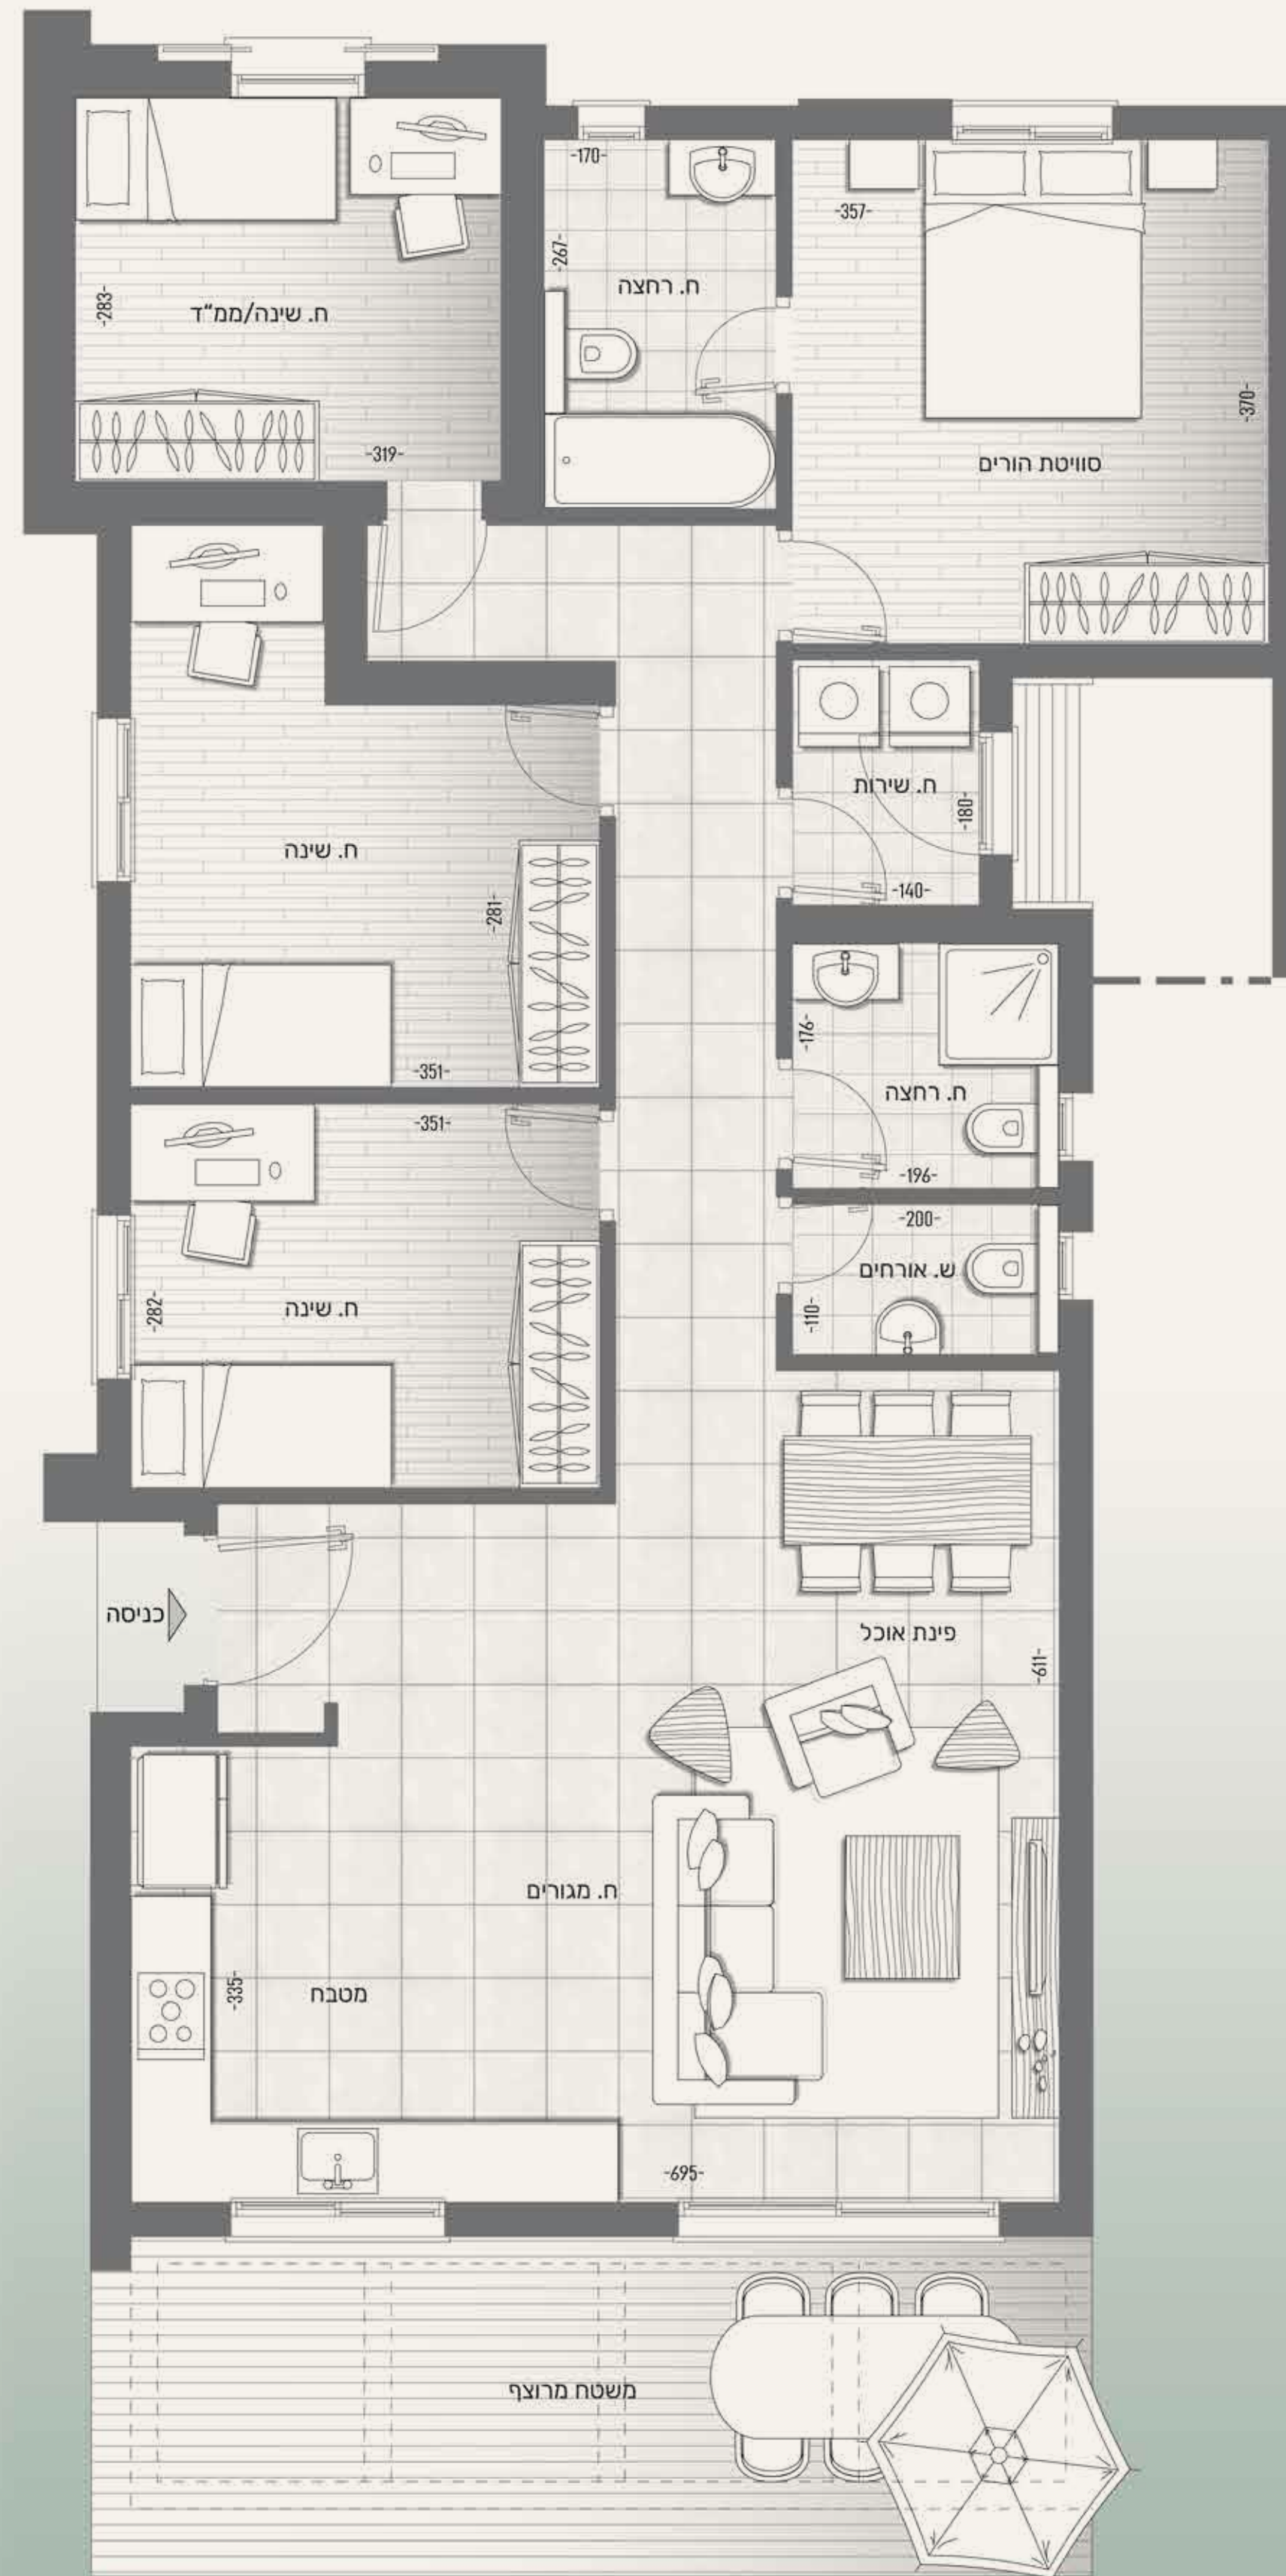 -170-
-357-
-267-
ח. רחצה
-283-
ח. שינה/ממ״ד
-370-
-319-
סוויטת הורים
ח. שירות
-180-
-140-
ח. שינה
-281-
-176-
-351-
ח. רחצה
-196-
-351-
-200-
ש. אורחים
-110-
-282-
ח. שינה
כניסה
פינת אוכל
-611-
ח. מגורים
-335-
מטבח
-695-
משטח מרוצף